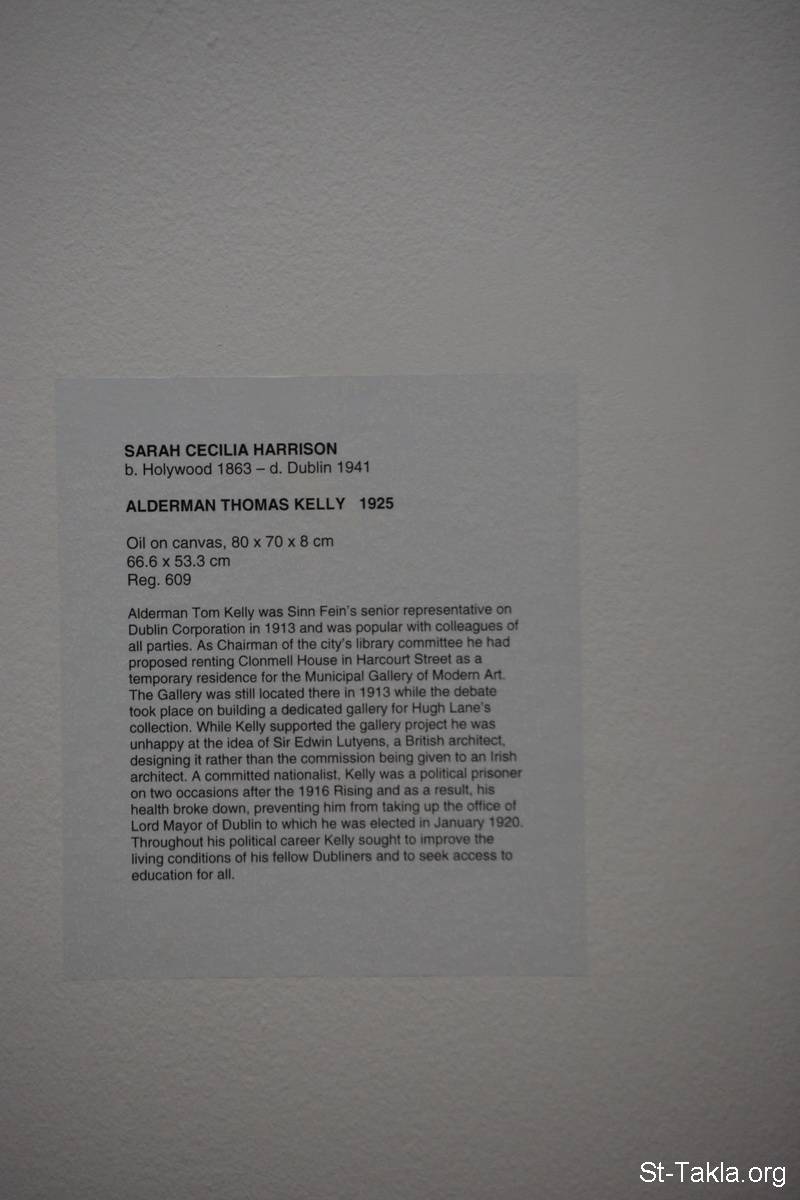 SARAH CECILIA HARRISON
b. Holywood 1863 – d. Dublin 1941
ALDERMAN THOMAS KELLY 1925
Oil on canvas, 80 x 70 x 8 cm
66.6 x 53.3 cm
Reg. 609
Alderman Tom Kelly was Sinn Fein's senior representative on
Dublin Corporation in 1913 and was popular with colleagues of
all parties. As Chairman of the city's library committee he had
proposed renting Clonmell House in Harcourt Street as a
temporary residence for the Municipal Gallery of Modern Art.
The Gallery was still located there in 1913 while the debate
took place on building a dedicated gallery for Hugh Lane's
collection. While Kelly supported the gallery project he was
unhappy at the idea of Sir Edwin Lutyens, a British architect,
designing it rather than the commission being given to an Irish
architect. A committed nationalist, Kelly was a political prisoner
on two occasions after the 1916 Rising and as a result, his
health broke down, preventing him from taking up the office of
Lord Mayor of Dublin to which he was elected in January 1920.
Throughout his political career Kelly sought to improve the
living conditions of his fellow Dubliners and to seek access to
education for all.
St-Takla.org